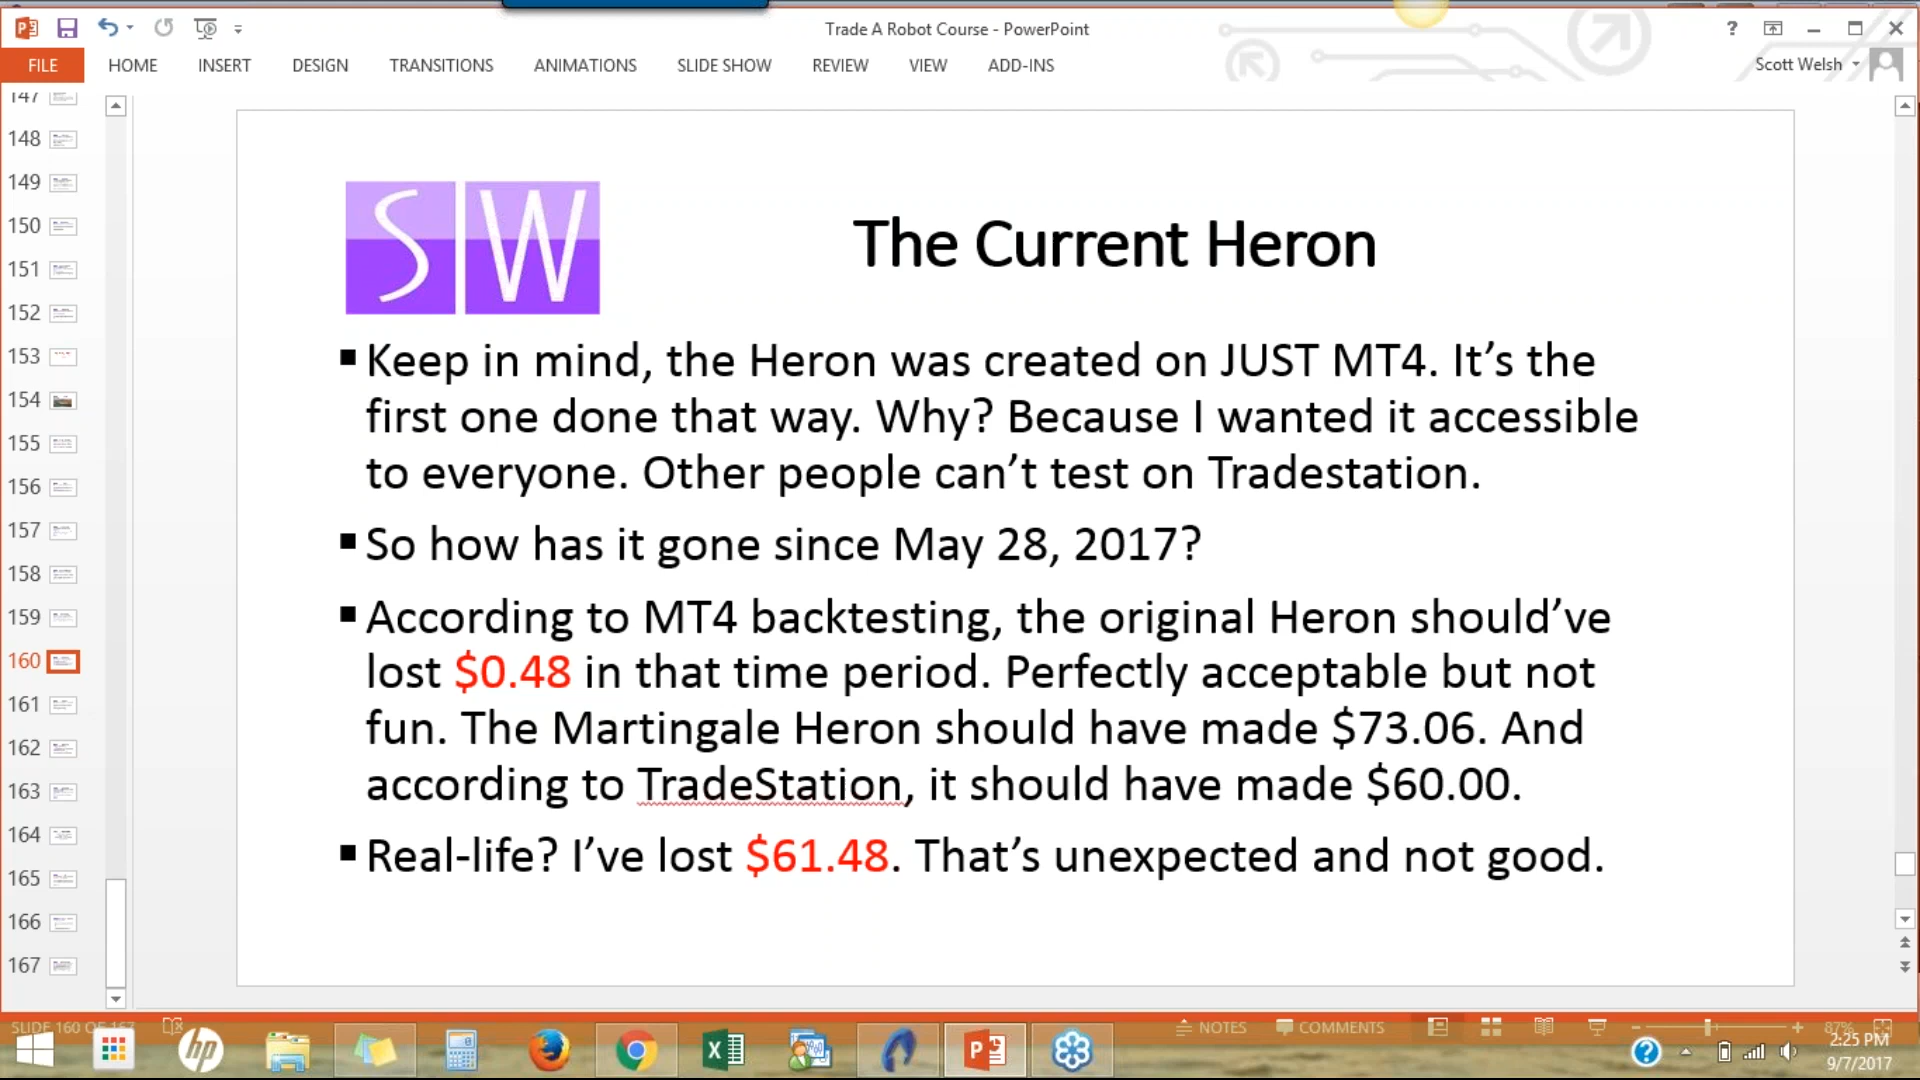 Trade A Robot Course - PowerPoint
?
FILE HOME INSERT DESIGN TRANSITIONS ANIMATIONS SLIDE SHOW REVIEW VIEW ADD-INS
Scott Welsh
147
148
149
150
151
152
153
154
155
156
157
158
159
160
161
162
163
164
165
166
167
SW
The Current Heron
▪ Keep in mind, the Heron was created on JUST MT4. It’s the
first one done that way. Why? Because I wanted it accessible
to everyone. Other people can’t test on Tradestation.
▪ So how has it gone since May 28, 2017?
▪ According to MT4 backtesting, the original Heron should’ve
lost $0.48 in that time period. Perfectly acceptable but not
fun. The Martingale Heron should have made $73.06. And
according to TradeStation, it should have made $60.00.
▪ Real-life? I’ve lost $61.48. That’s unexpected and not good.
SLIDE 160 OF 167
NOTES COMMENTS
87%
hp
2:25 PM
9/7/2017